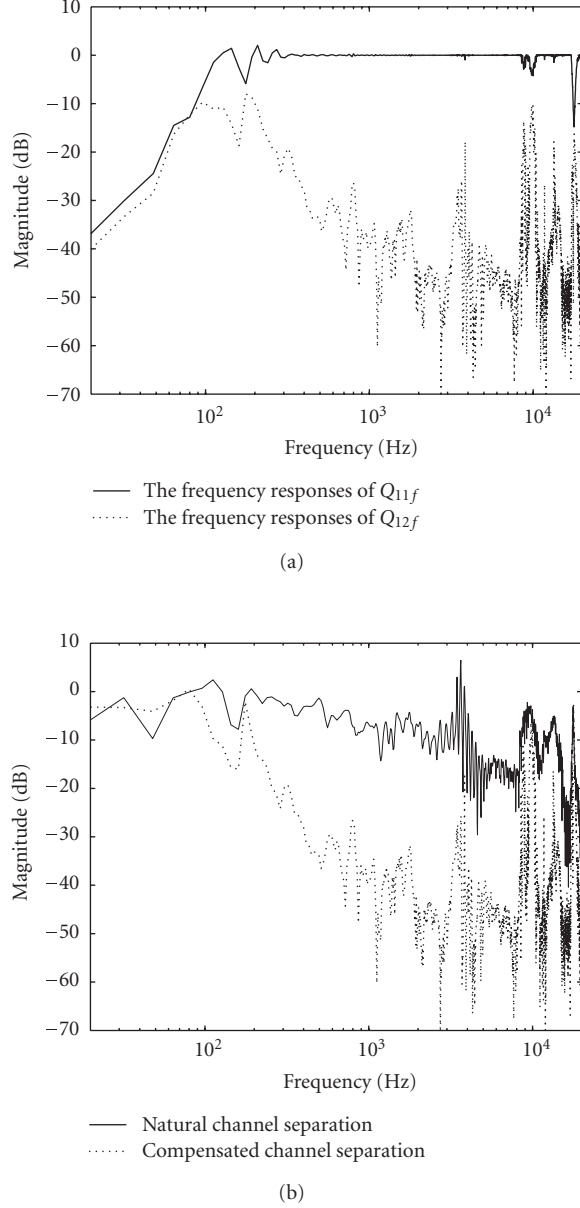 10
0
−10
−20
−30
−40
−50
−60
−70
Magnitude (dB)
10²
10³
10⁴
Frequency (Hz)
The frequency responses of Q₁₁f
The frequency responses of Q₁₂f
(a)
10
0
−10
−20
−30
−40
−50
−60
−70
Magnitude (dB)
10²
10³
10⁴
Frequency (Hz)
Natural channel separation
Compensated channel separation
(b)